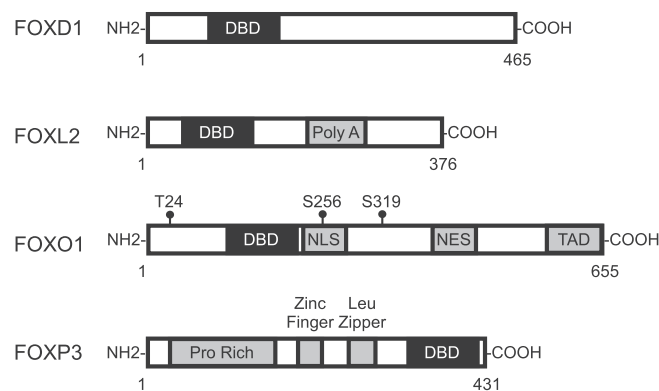 FOXD1 NH2- DBD -COOH
1 465
FOXL2 NH2- DBD Poly A -COOH
1 376
T24 S256 S319
FOXO1 NH2- DBD NLS NES TAD -COOH
1 655
Zinc Leu
Finger Zipper
FOXP3 NH2- Pro Rich DBD -COOH
1 431